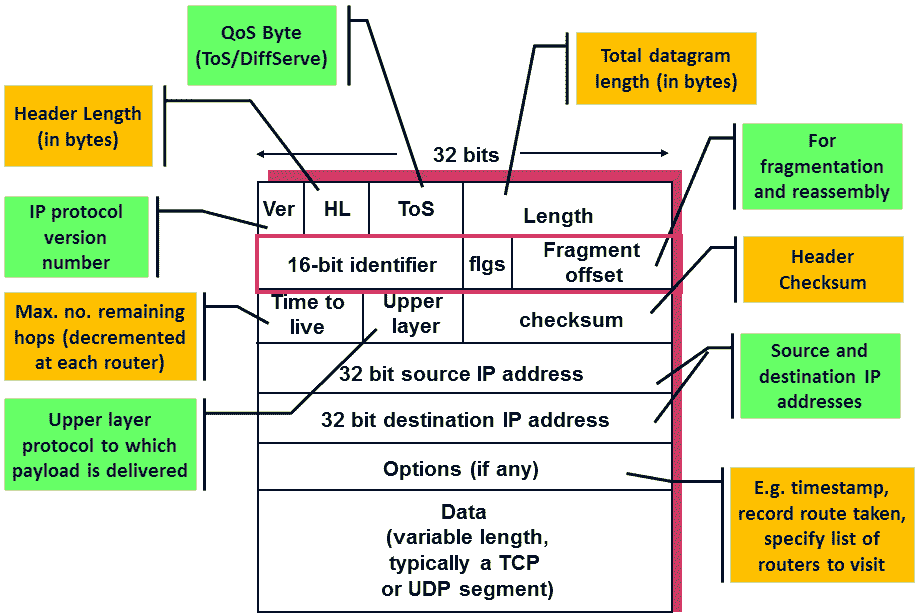 QoS Byte
(ToS/DiffServe)
Total datagram
length (in bytes)
Header Length
(in bytes)
For
fragmentation
and reassembly
32 bits
IP protocol
version
number
Ver
HL
ToS
Length
16-bit identifier
flgs
Fragment
offset
Header
Checksum
Max. no. remaining
hops (decremented
at each router)
Time to
live
Upper
layer
checksum
32 bit source IP address
Source and
destination IP
addresses
Upper layer
protocol to which
payload is delivered
32 bit destination IP address
Options (if any)
E.g. timestamp,
record route taken,
specify list of
routers to visit
Data
(variable length,
typically a TCP
or UDP segment)